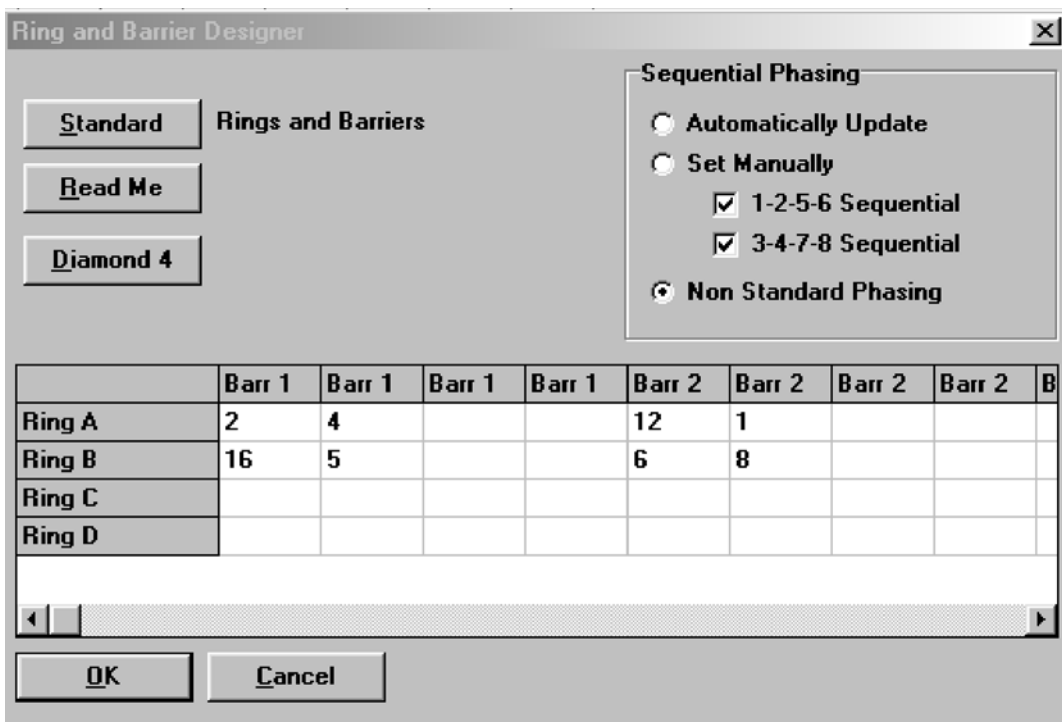 Ring and Barrier Designer
Standard
Rings and Barriers
Read Me
Diamond 4
Sequential Phasing
Automatically Update
Set Manually
1-2-5-6 Sequential
3-4-7-8 Sequential
Non Standard Phasing
Barr 1 Barr 1 Barr 1 Barr 1 Barr 2 Barr 2 Barr 2 Barr 2 B
Ring A 2 4 12 1
Ring B 16 5 6 8
Ring C
Ring D
OK Cancel